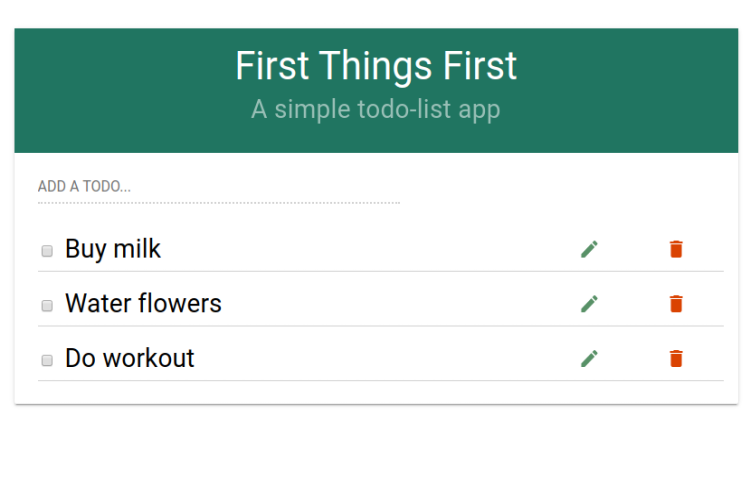 First Things First
A simple todo-list app
ADD A TODO...
Buy milk
Water flowers
Do workout